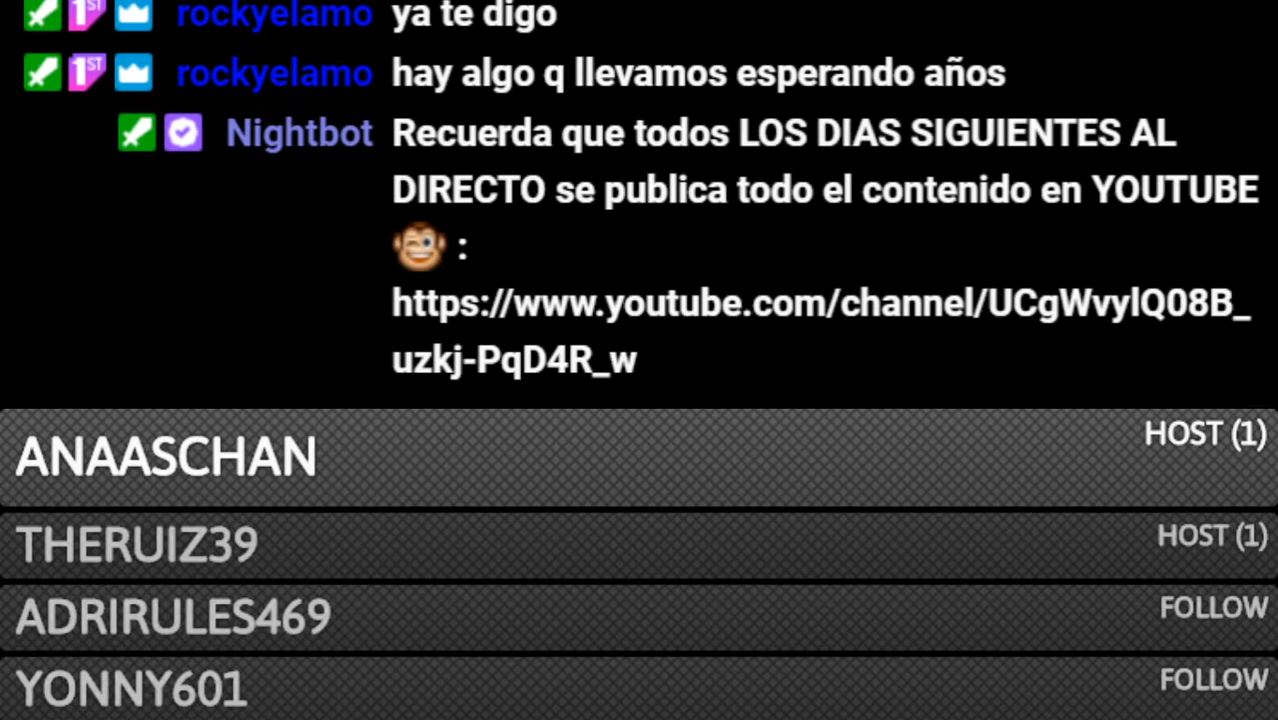 1ST rockyelamo ya te digo
1ST rockyelamo hay algo q llevamos esperando años
Nightbot Recuerda que todos LOS DIAS SIGUIENTES AL
DIRECTO se publica todo el contenido en YOUTUBE
🐵 :
https://www.youtube.com/channel/UCgWvylQ08B_
uzkj-PqD4R_w
ANAASCHAN HOST (1)
THERUIZ39 HOST (1)
ADRIRULES469 FOLLOW
YONNY601 FOLLOW